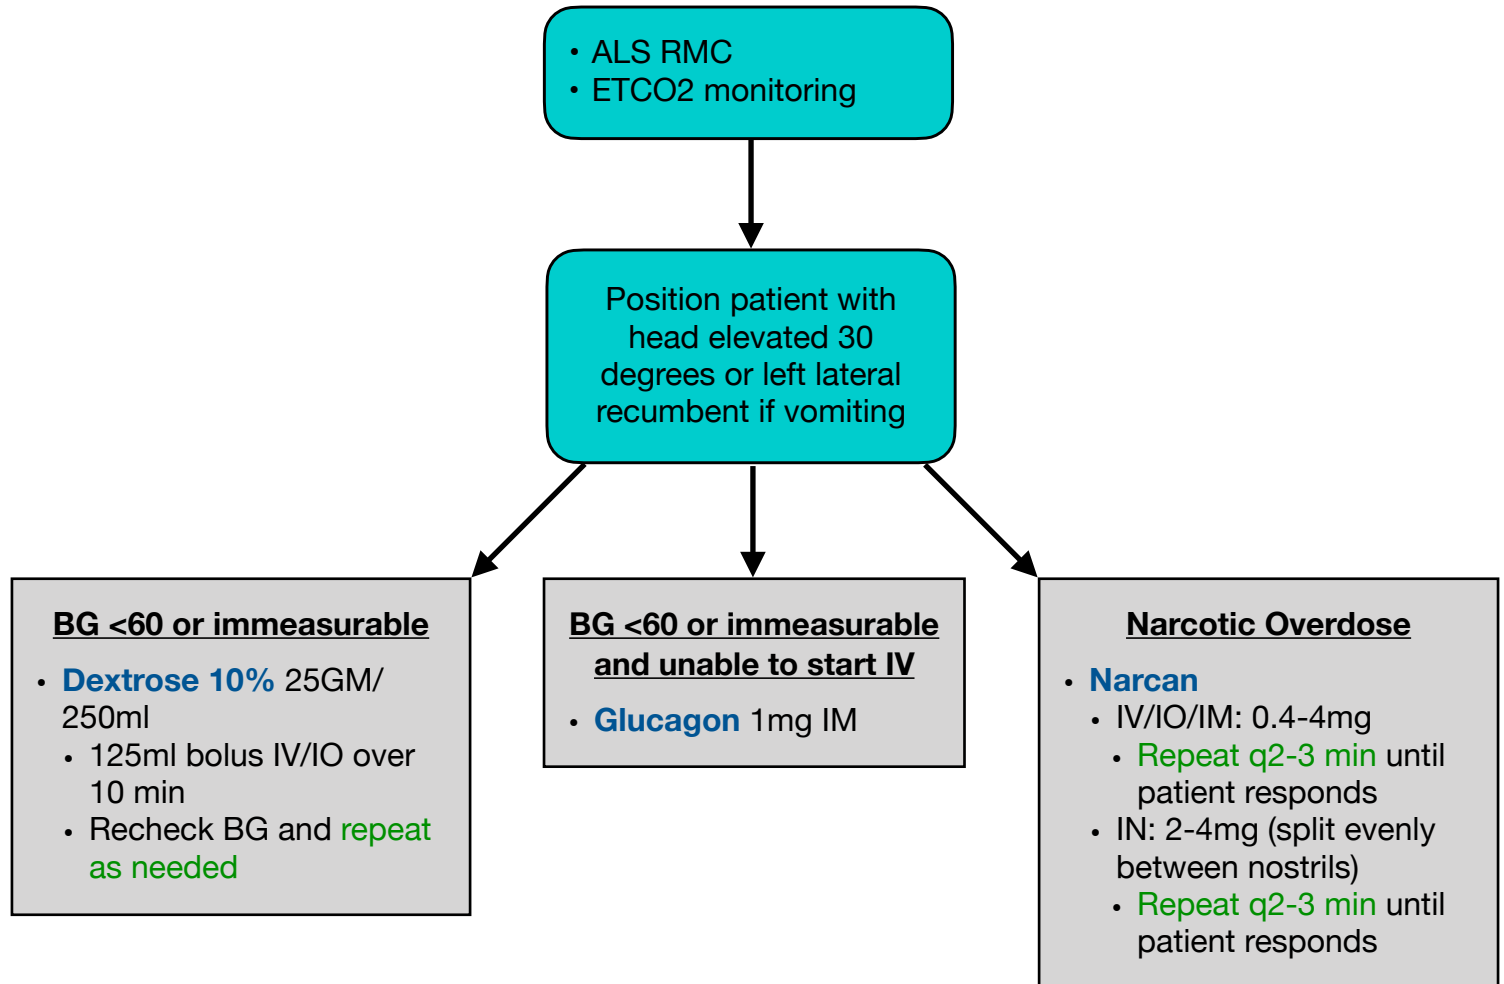 • ALS RMC
• ETCO2 monitoring
Position patient with
head elevated 30
degrees or left lateral
recumbent if vomiting
BG <60 or immeasurable
• Dextrose 10% 25GM/
250ml
• 125ml bolus IV/IO over
10 min
• Recheck BG and repeat
as needed
BG <60 or immeasurable
and unable to start IV
• Glucagon 1mg IM
Narcotic Overdose
• Narcan
• IV/IO/IM: 0.4-4mg
• Repeat q2-3 min until
patient responds
• IN: 2-4mg (split evenly
between nostrils)
• Repeat q2-3 min until
patient responds